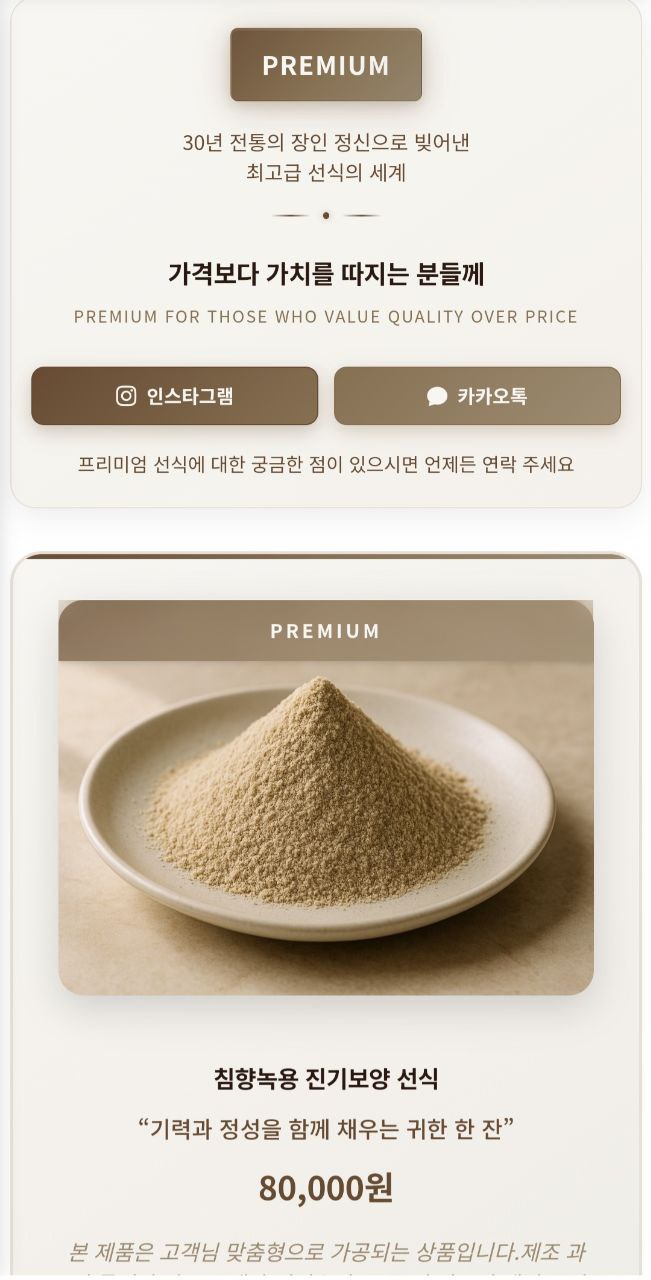 PREMIUM
30년 전통의 장인 정신으로 빚어낸
최고급 선식의 세계
가격보다 가치를 따지는 분들께
PREMIUM FOR THOSE WHO VALUE QUALITY OVER PRICE
인스타그램
카카오톡
프리미엄 선식에 대한 궁금한 점이 있으시면 언제든 연락 주세요
PREMIUM
침향녹용 진기보양 선식
“기력과 정성을 함께 채우는 귀한 한 잔”
80,000원
본 제품은 고객님 맞춤형으로 가공되는 상품입니다.제조 과